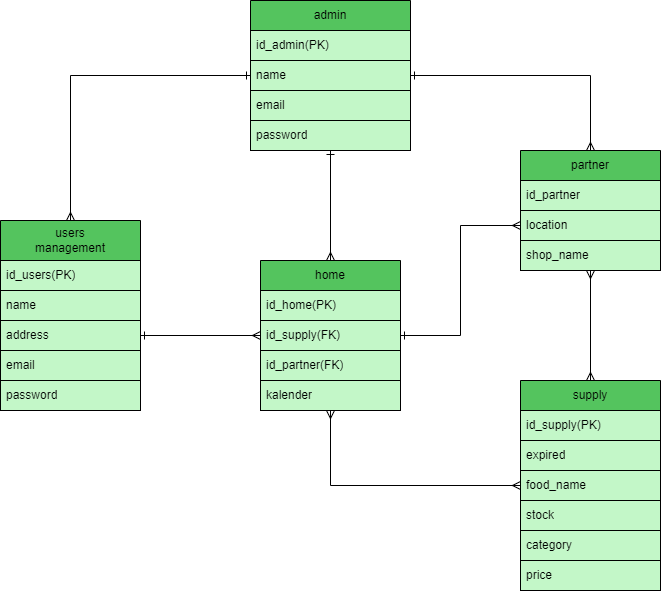 admin
id_admin(PK)
name
email
password
partner
id_partner
location
shop_name
users
management
id_users(PK)
name
address
email
password
home
id_home(PK)
id_supply(FK)
id_partner(FK)
kalender
supply
id_supply(PK)
expired
food_name
stock
category
price